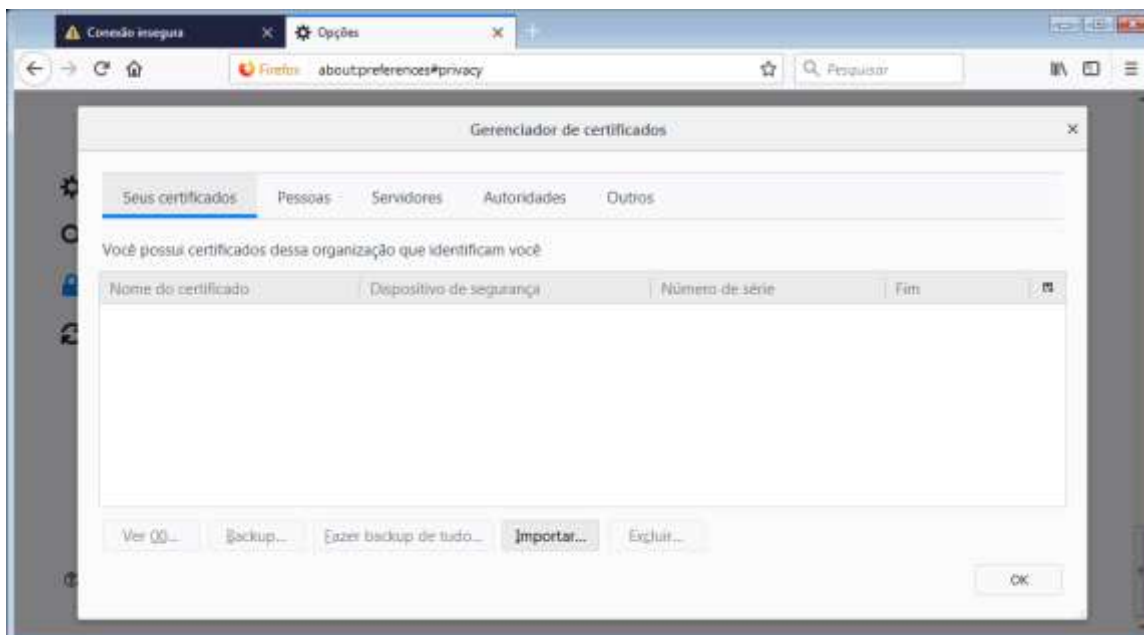 Conexão insegura
Opções
Firefox about:preferences#privacy
Pesquisar
Gerenciador de certificados
Seus certificados Pessoas Servidores Autoridades Outros
Você possui certificados dessa organização que identificam você
Nome do certificado Dispositivo de segurança Número de série Fim
Ver 00... Backup... Fazer backup de tudo... Importar... Excluir...
OK